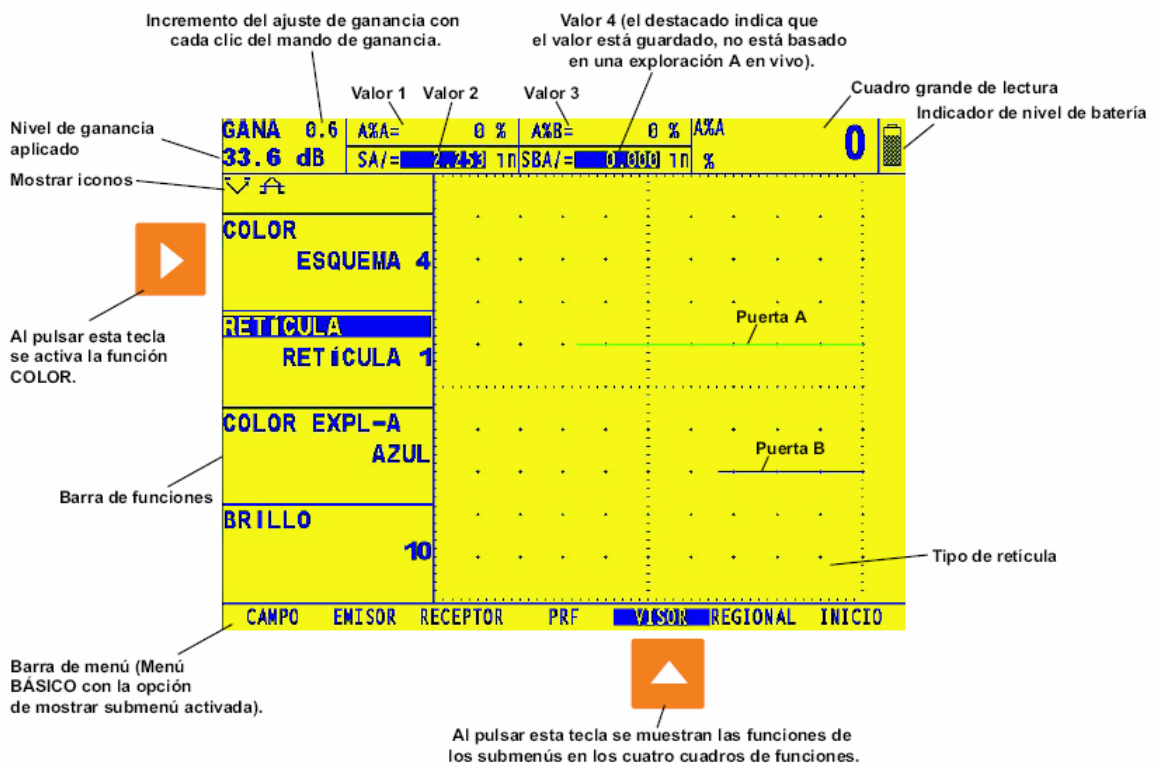 Incremento del ajuste de ganancia con
cada clic del mando de ganancia.
Valor 4 (el destacado indica que
el valor está guardado, no está basado
en una exploración A en vivo).
Valor 1
Valor 2
Valor 3
Cuadro grande de lectura
Indicador de nivel de batería
Nivel de ganancia
aplicado
Mostrar iconos
GANA 0.6
33.6 dB
A%A= 0 %
A%B= 0 %
SA/= 2.253 in
SBA/= 0.000 in
A%A 0
%
COLOR
ESQUEMA 4
RETÍCULA
RETÍCULA 1
COLOR EXPL-A
AZUL
BRILLO
10
Al pulsar esta tecla
se activa la función
COLOR.
Barra de funciones
Puerta A
Puerta B
Tipo de retícula
CAMPO EMISOR RECEPTOR PRF VISOR REGIONAL INICIO
Barra de menú (Menú
BÁSICO con la opción
de mostrar submenú activada).
Al pulsar esta tecla se muestran las funciones de
los submenús en los cuatro cuadros de funciones.